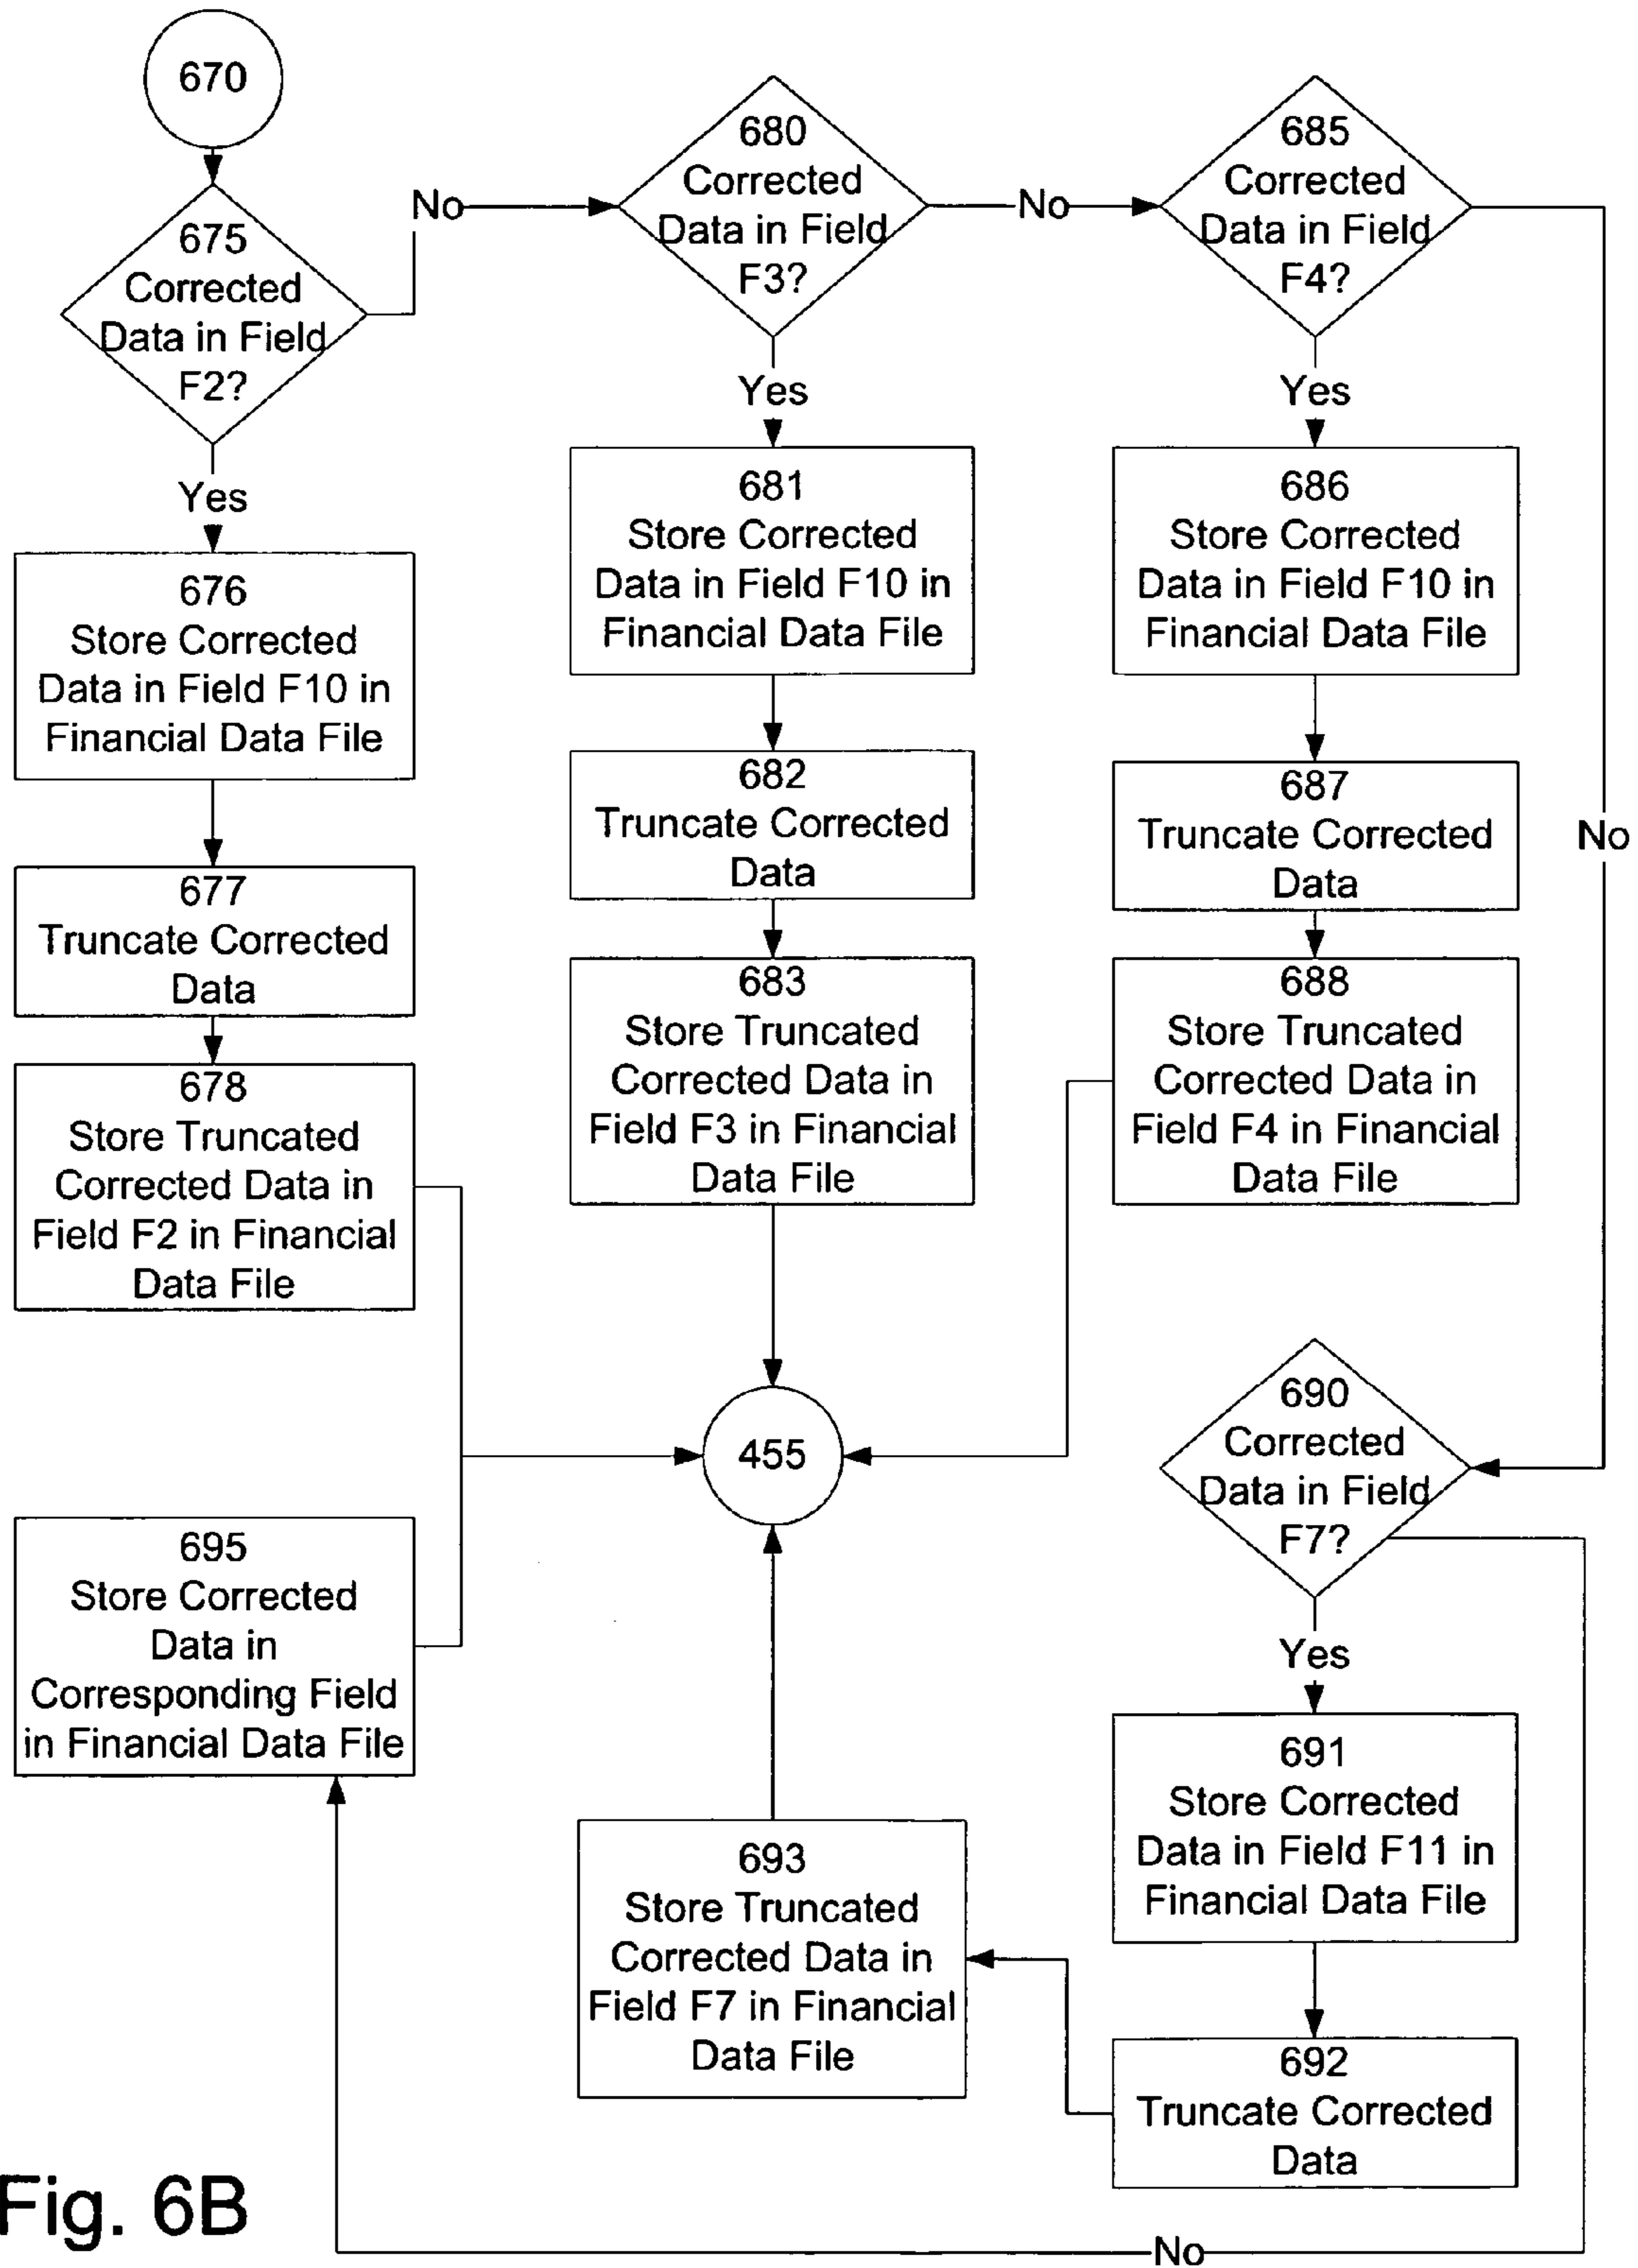 670
675
Corrected
Data in Field
F2?
No
680
Corrected
Data in Field
F3?
No
685
Corrected
Data in Field
F4?
Yes
676
Store Corrected
Data in Field F10 in
Financial Data File
677
Truncate Corrected
Data
678
Store Truncated
Corrected Data in
Field F2 in Financial
Data File
Yes
681
Store Corrected
Data in Field F10 in
Financial Data File
682
Truncate Corrected
Data
683
Store Truncated
Corrected Data in
Field F3 in Financial
Data File
Yes
686
Store Corrected
Data in Field F10 in
Financial Data File
687
Truncate Corrected
Data
688
Store Truncated
Corrected Data in
Field F4 in Financial
Data File
No
455
690
Corrected
Data in Field
F7?
Yes
691
Store Corrected
Data in Field F11 in
Financial Data File
692
Truncate Corrected
Data
693
Store Truncated
Corrected Data in
Field F7 in Financial
Data File
695
Store Corrected
Data in
Corresponding Field
in Financial Data File
No
Fig. 6B